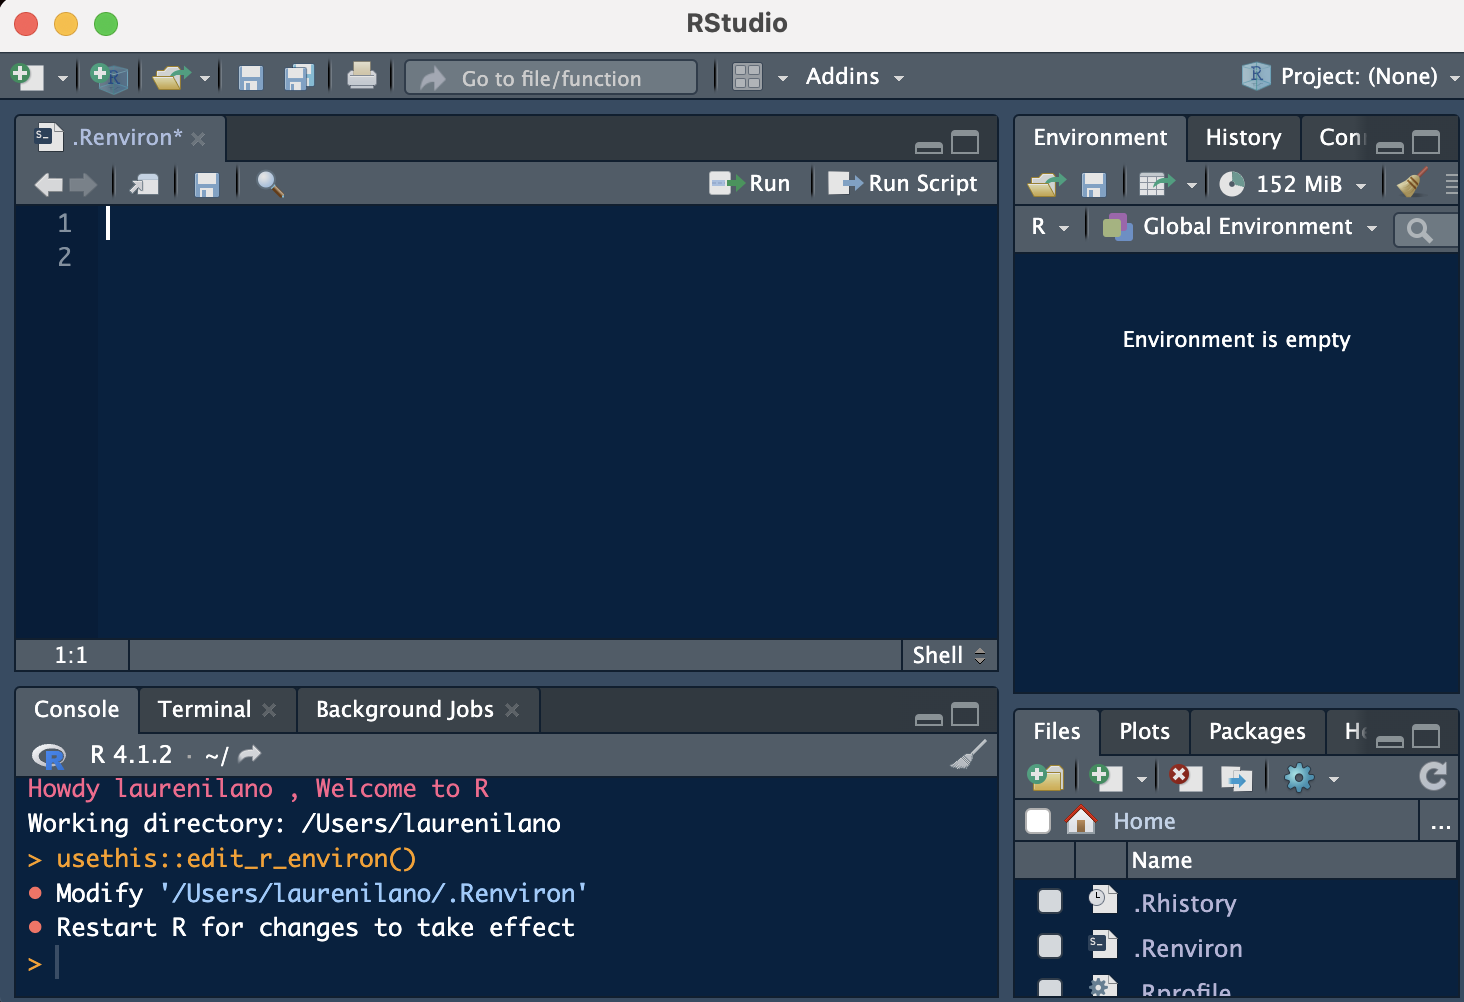 RStudio
Go to file/function
Addins
Project: (None)
.Renviron*
Run
Run Script
1
2
1:1
Shell
Console
Terminal
Background Jobs
R 4.1.2 · ~/
Howdy laurenilano , Welcome to R
Working directory: /Users/laurenilano
> usethis::edit_r_environ()
• Modify '/Users/laurenilano/.Renviron'
• Restart R for changes to take effect
>
Environment
History
Con
152 MiB
R
Global Environment
Environment is empty
Files
Plots
Packages
He
Home
...
Name
.Rhistory
.Renviron
.Rprofile